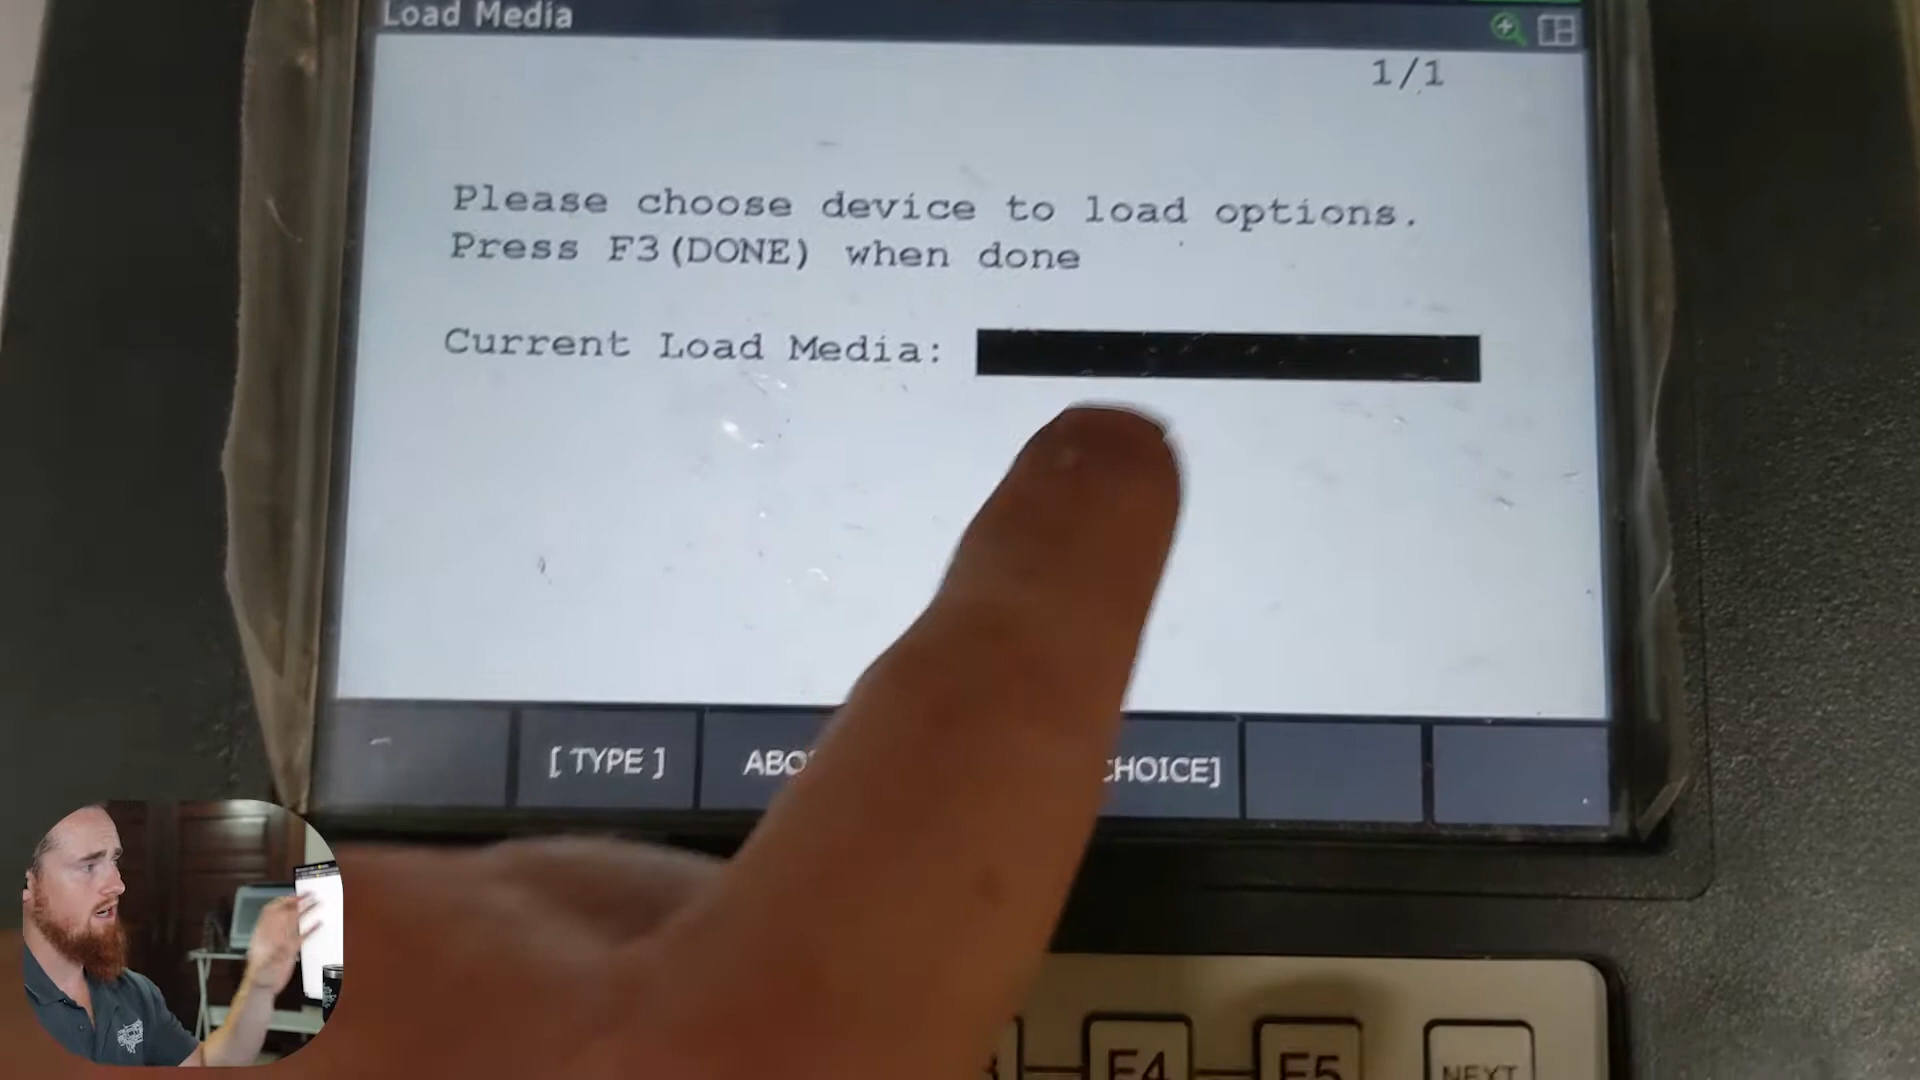 Load Media
1/1
Please choose device to load options.
Press F3(DONE) when done
Current Load Media:
[ TYPE ] ABO HOICE]
F4 F5 NEXT